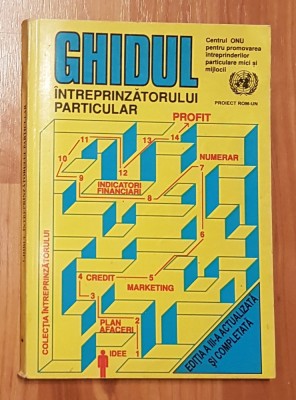 GHIDUL
ÎNTREPRINZĂTORULUI
PARTICULAR
Centrul ONU
pentru promovarea
întreprinderilor
particulare mici și
mijlocii
PROIECT ROM-UN
PROFIT
14
13
12
11
10
9
INDICATORI
FINANCIARI
8
7
NUMERAR
6
5
4 CREDIT
MARKETING
3
PLAN
AFACERI
2
IDEE
1
COLECȚIA ÎNTREPRINZĂTORULUI
EDIȚIA A III-A ACTUALIZATĂ
ȘI COMPLETATĂ